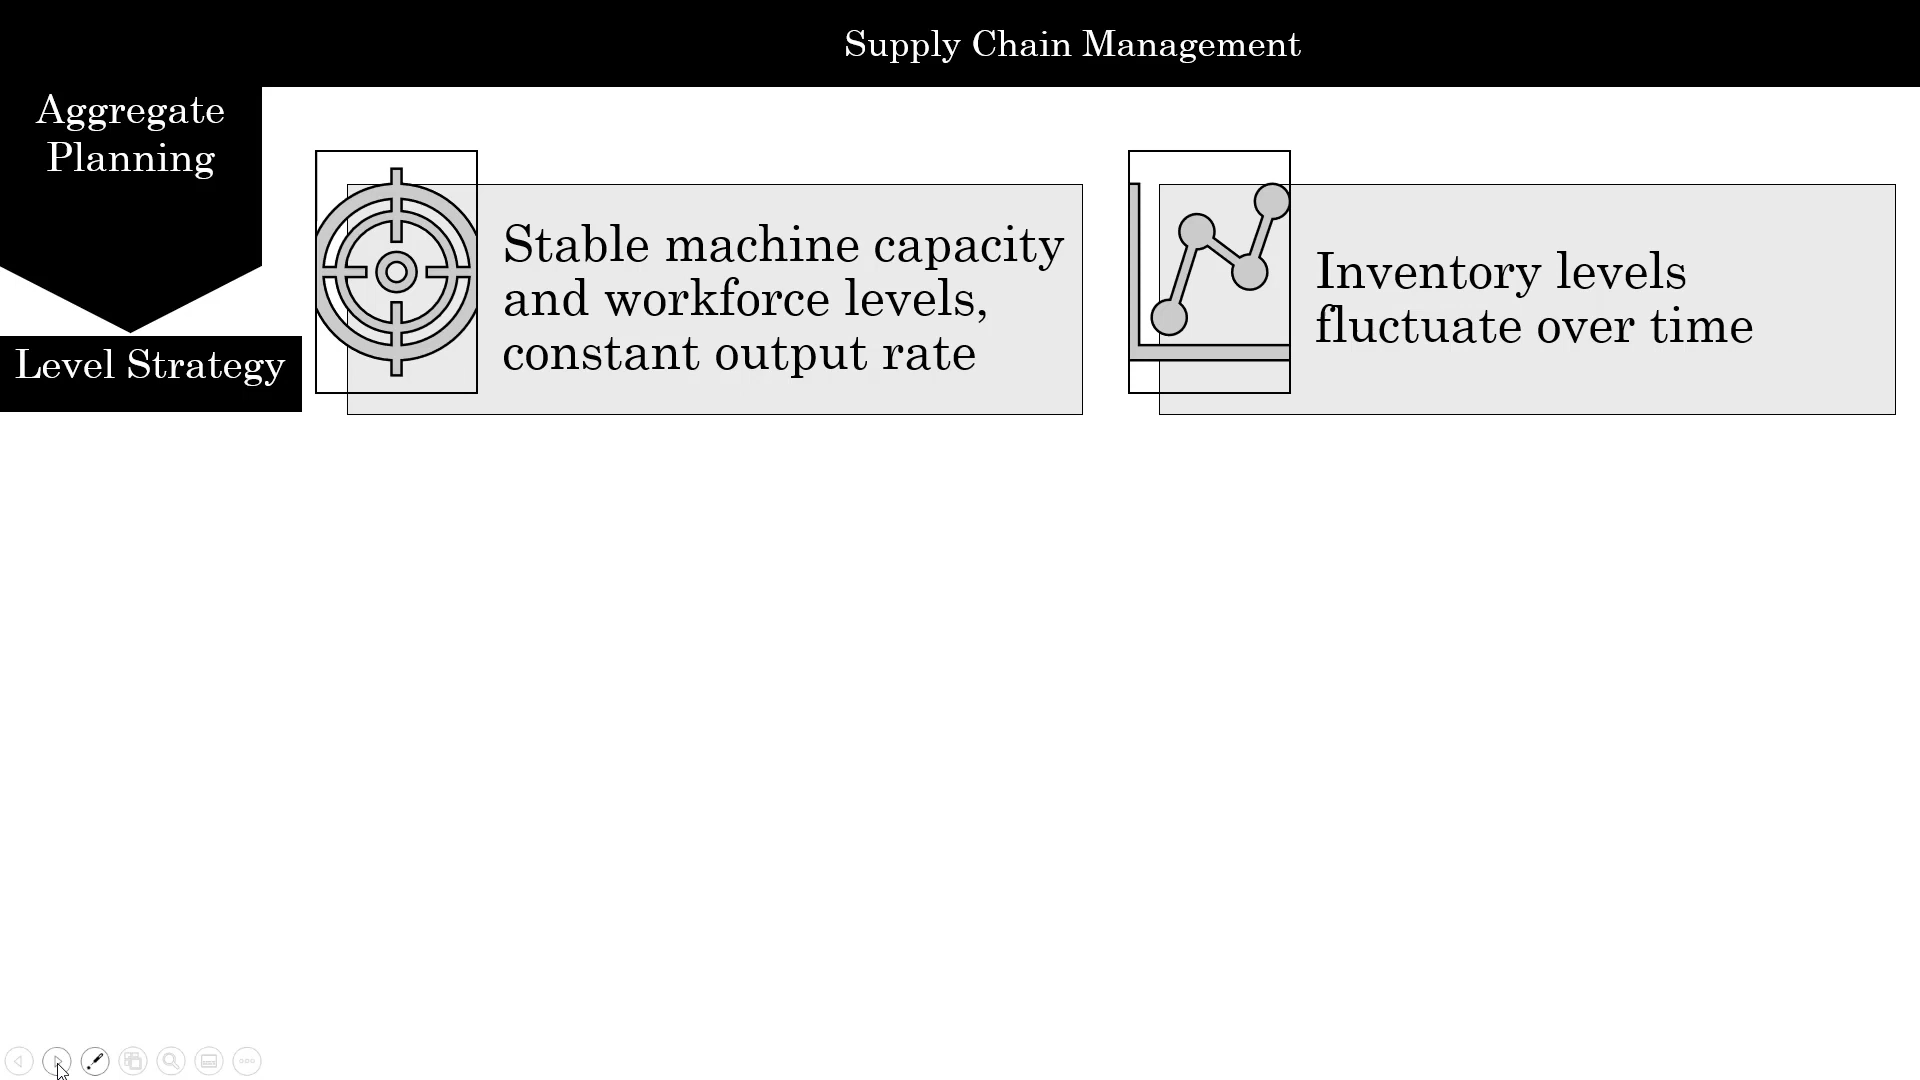 Supply Chain Management
Aggregate
Planning
Level Strategy
Stable machine capacity
and workforce levels,
constant output rate
Inventory levels
fluctuate over time